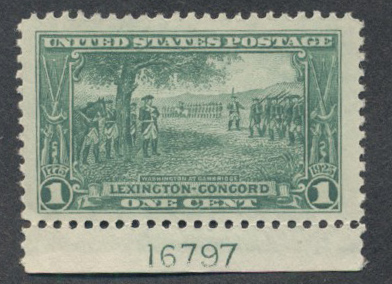 UNITED STATES POSTAGE
1775 1925
WASHINGTON AT CAMBRIDGE
LEXINGTON-CONCORD
1 ONE CENT 1
16797